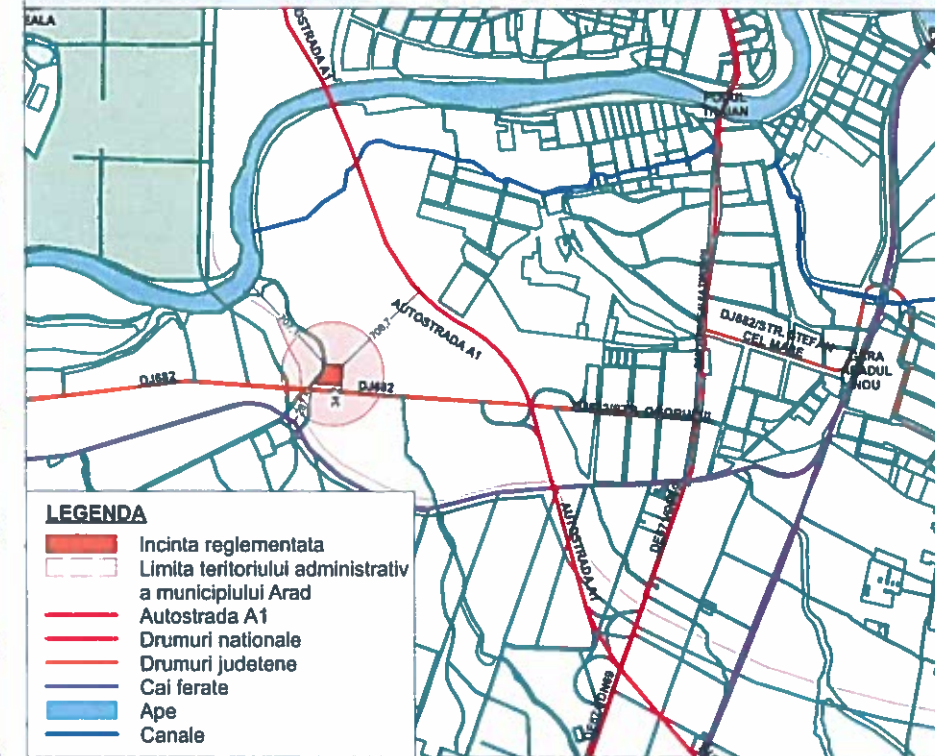 AUTOSTRADA A1
PODUL
TRAIAN
AUTOSTRADA A1
DJ682/STR. STEFAN
CEL MARE
GARA
ARADUL
NOU
DJ682
DJ682
AUTOSTRADA A1
LEGENDA
Incinta reglementata
Limita teritoriului administrativ
a municipiului Arad
Autostrada A1
Drumuri nationale
Drumuri judetene
Cai ferate
Ape
Canale